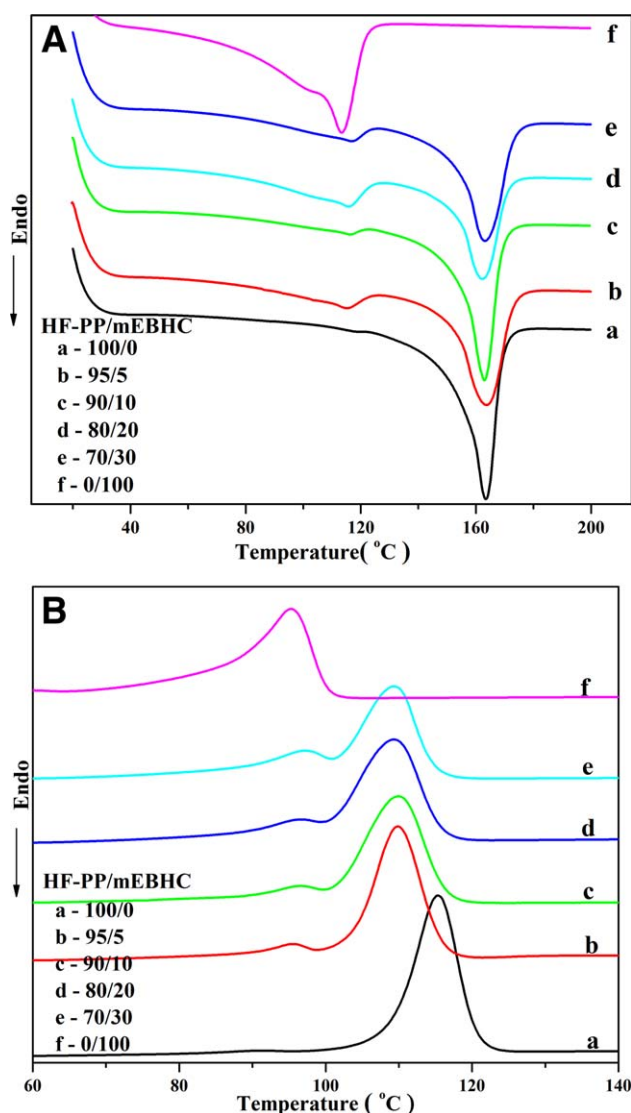 A
f
e
d
c
b
a
Endo
HF-PP/mEBHC
a - 100/0
b - 95/5
c - 90/10
d - 80/20
e - 70/30
f - 0/100
40 80 120 160 200
Temperature( °C)
B
f
e
d
c
b
a
Endo
HF-PP/mEBHC
a - 100/0
b - 95/5
c - 90/10
d - 80/20
e - 70/30
f - 0/100
60 80 100 120 140
Temperature ( °C)